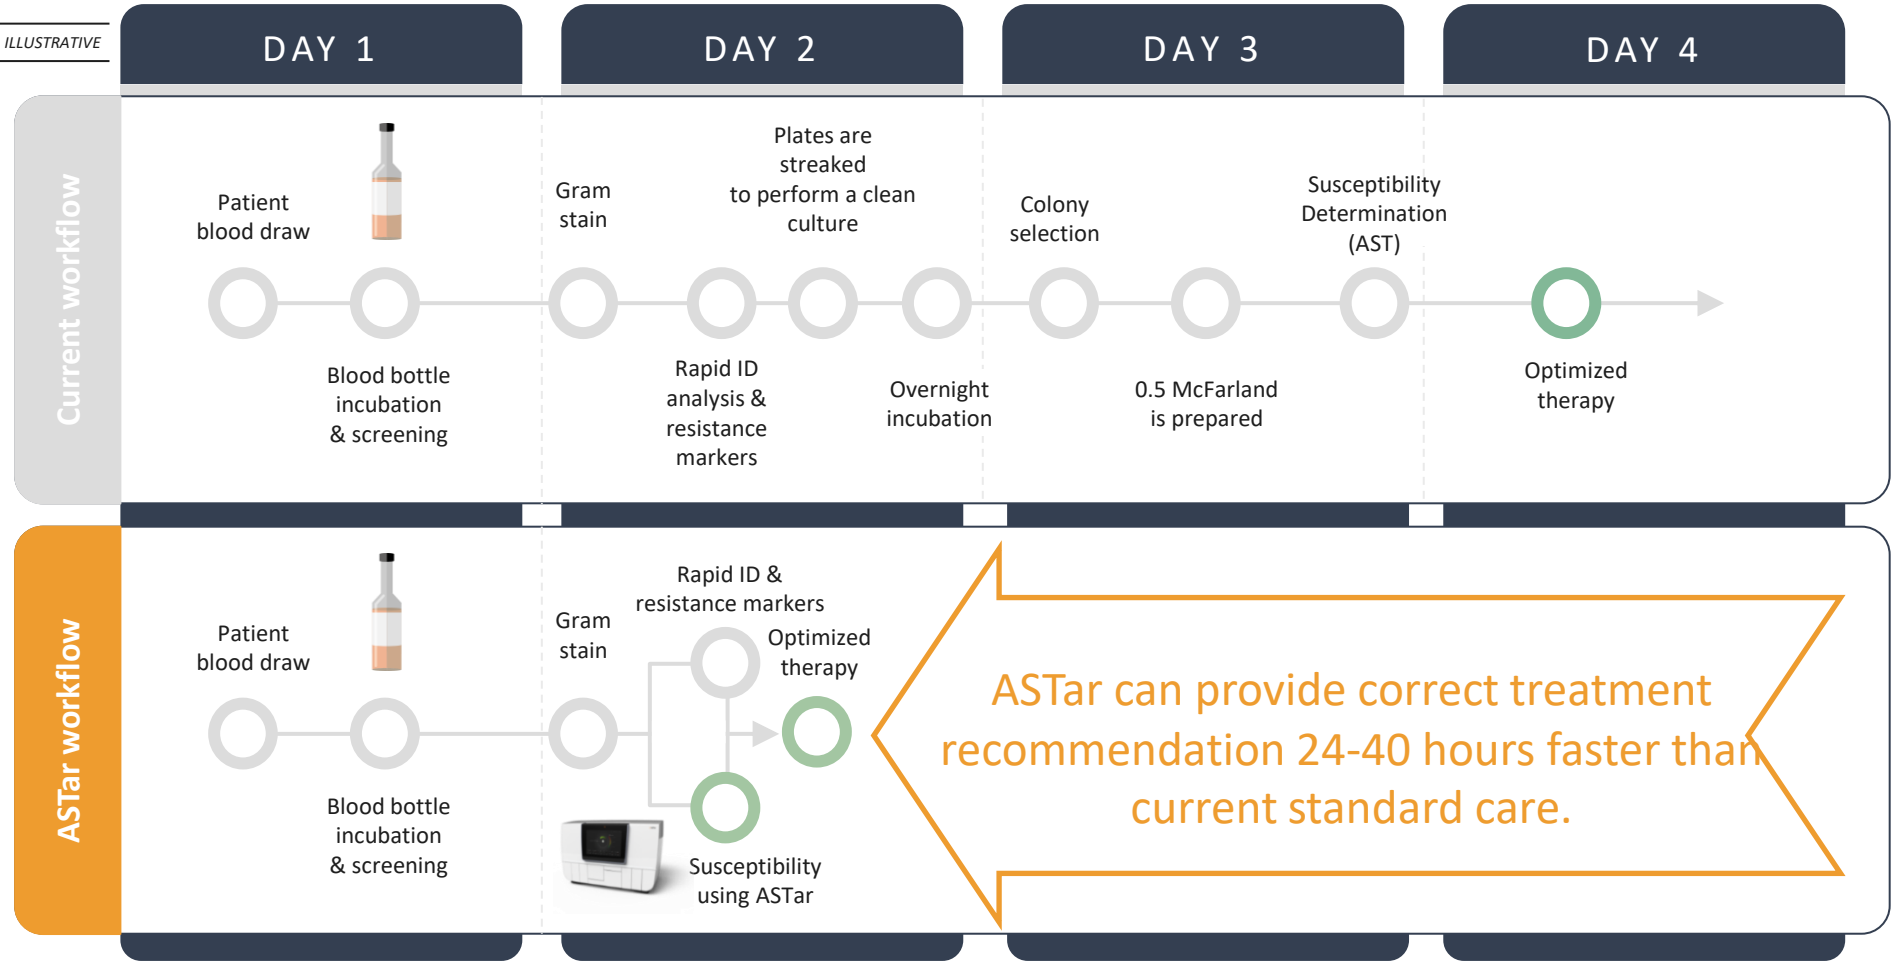 ILLUSTRATIVE
DAY 1
DAY 2
DAY 3
DAY 4
Current workflow
Patient
blood draw
Blood bottle
incubation
& screening
Gram
stain
Rapid ID
analysis &
resistance
markers
Plates are
streaked
to perform a clean
culture
Overnight
incubation
Colony
selection
0.5 McFarland
is prepared
Susceptibility
Determination
(AST)
Optimized
therapy
ASTar workflow
Patient
blood draw
Blood bottle
incubation
& screening
Gram
stain
Rapid ID &
resistance markers
Optimized
therapy
Susceptibility
using ASTar
ASTar can provide correct treatment
recommendation 24-40 hours faster than
current standard care.